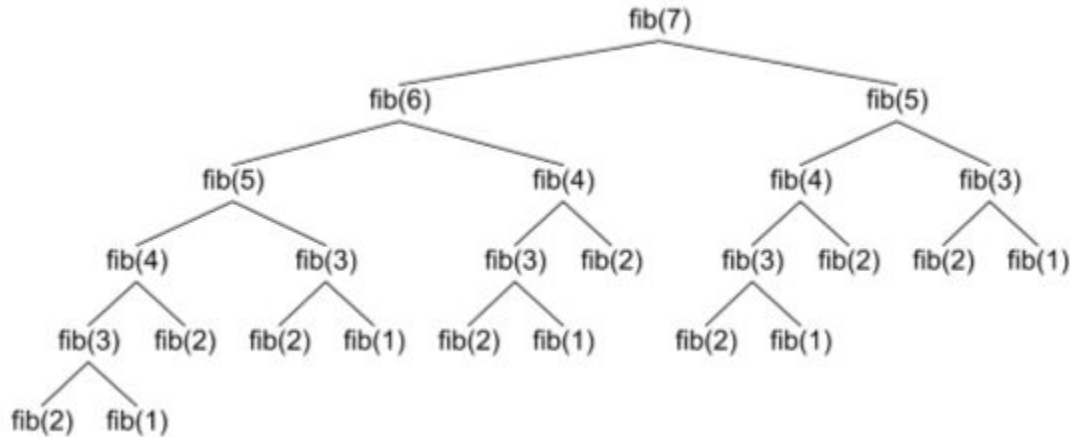 fib(7)
fib(6) fib(5)
fib(5) fib(4) fib(4) fib(3)
fib(4) fib(3) fib(3) fib(2) fib(3) fib(2) fib(2) fib(1)
fib(3) fib(2) fib(2) fib(1) fib(2) fib(1) fib(2) fib(1)
fib(2) fib(1)